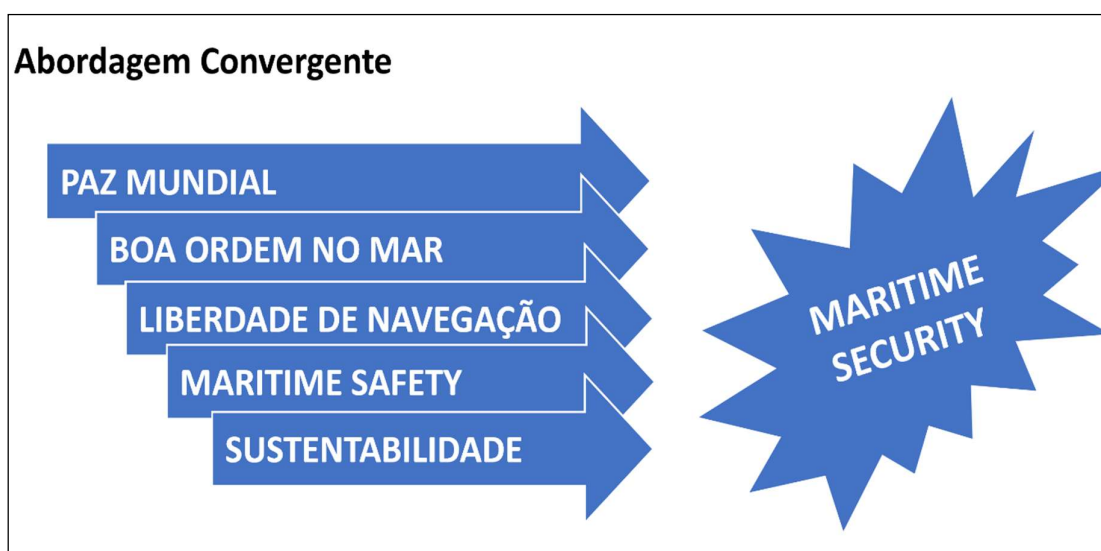 Abordagem Convergente
PAZ MUNDIAL
BOA ORDEM NO MAR
LIBERDADE DE NAVEGAÇÃO
MARITIME SAFETY
SUSTENTABILIDADE
MARITIME
SECURITY